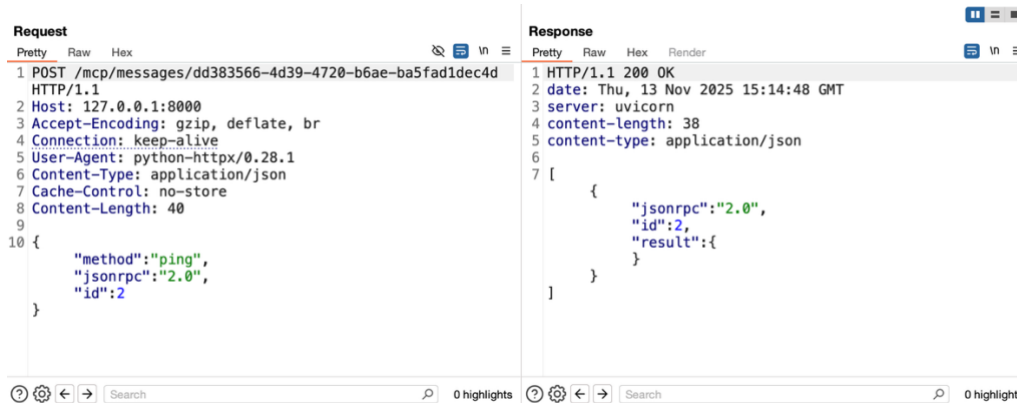 Request
Pretty Raw Hex \n
1 POST /mcp/messages/dd383566-4d39-4720-b6ae-ba5fad1dec4d
HTTP/1.1
2 Host: 127.0.0.1:8000
3 Accept-Encoding: gzip, deflate, br
4 Connection: keep-alive
5 User-Agent: python-httpx/0.28.1
6 Content-Type: application/json
7 Cache-Control: no-store
8 Content-Length: 40
9
10 {
"method":"ping",
"jsonrpc":"2.0",
"id":2
}
Search 0 highlights
Response
Pretty Raw Hex Render \n
1 HTTP/1.1 200 OK
2 date: Thu, 13 Nov 2025 15:14:48 GMT
3 server: uvicorn
4 content-length: 38
5 content-type: application/json
6
7 [
{
"jsonrpc":"2.0",
"id":2,
"result":{
}
}
]
Search 0 highlight